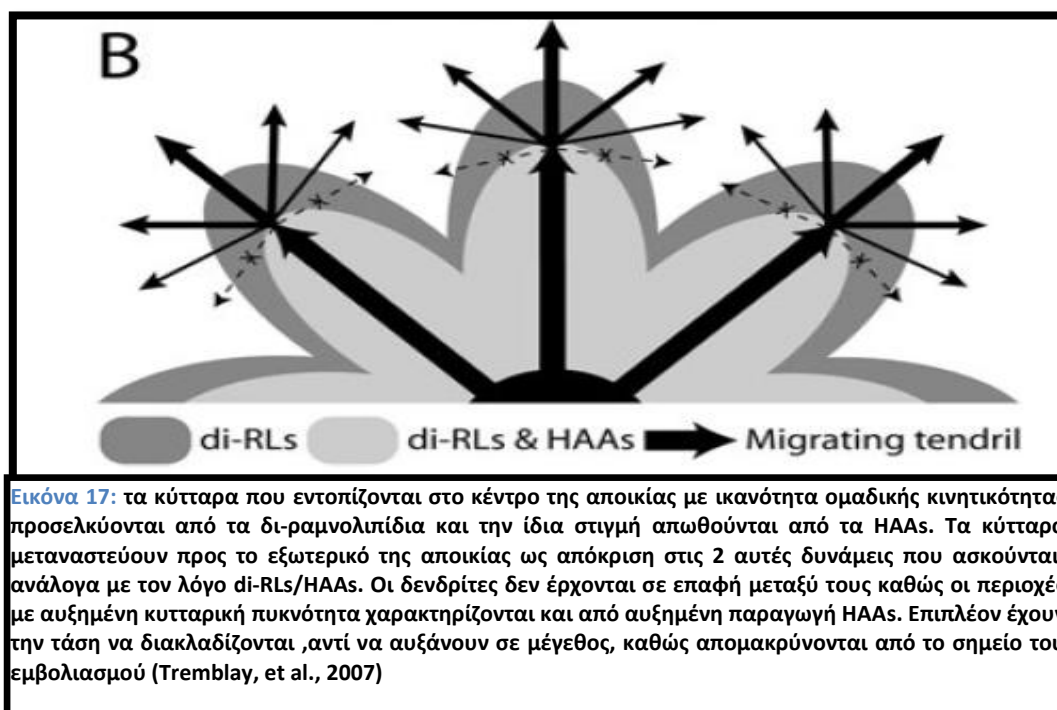 B
di-RLs di-RLs & HAAs Migrating tendril
Εικόνα 17: τα κύτταρα που εντοπίζονται στο κέντρο της αποικίας με ικανότητα ομαδικής κινητικότητα
προσελκύονται από τα δι-ραμνολιπίδια και την ίδια στιγμή απωθούνται από τα HAAs. Τα κύτταρα
μεταναστεύουν προς το εξωτερικό της αποικίας ως απόκριση στις 2 αυτές δυνάμεις που ασκούνται
ανάλογα με τον λόγο di-RLs/HAAs. Οι δενδρίτες δεν έρχονται σε επαφή μεταξύ τους καθώς οι περιοχέ
με αυξημένη κυτταρική πυκνότητα χαρακτηρίζονται και από αυξημένη παραγωγή HAAs. Επιπλέον έχουν
την τάση να διακλαδίζονται ,αντί να αυξάνουν σε μέγεθος, καθώς απομακρύνονται από το σημείο του
εμβολιασμού (Tremblay, et al., 2007)